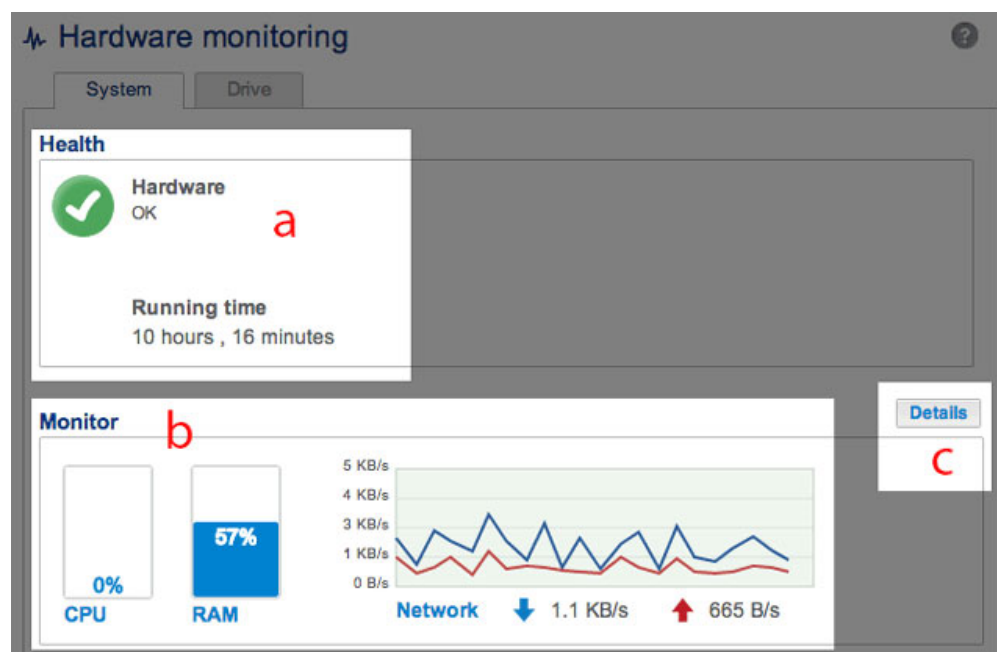 Hardware monitoring
?
System
Drive
Health
Hardware
OK
a
Running time
10 hours , 16 minutes
Monitor
b
Details
c
5 KB/s
4 KB/s
3 KB/s
1 KB/s
0 B/s
57%
0%
CPU
RAM
Network 1.1 KB/s 665 B/s